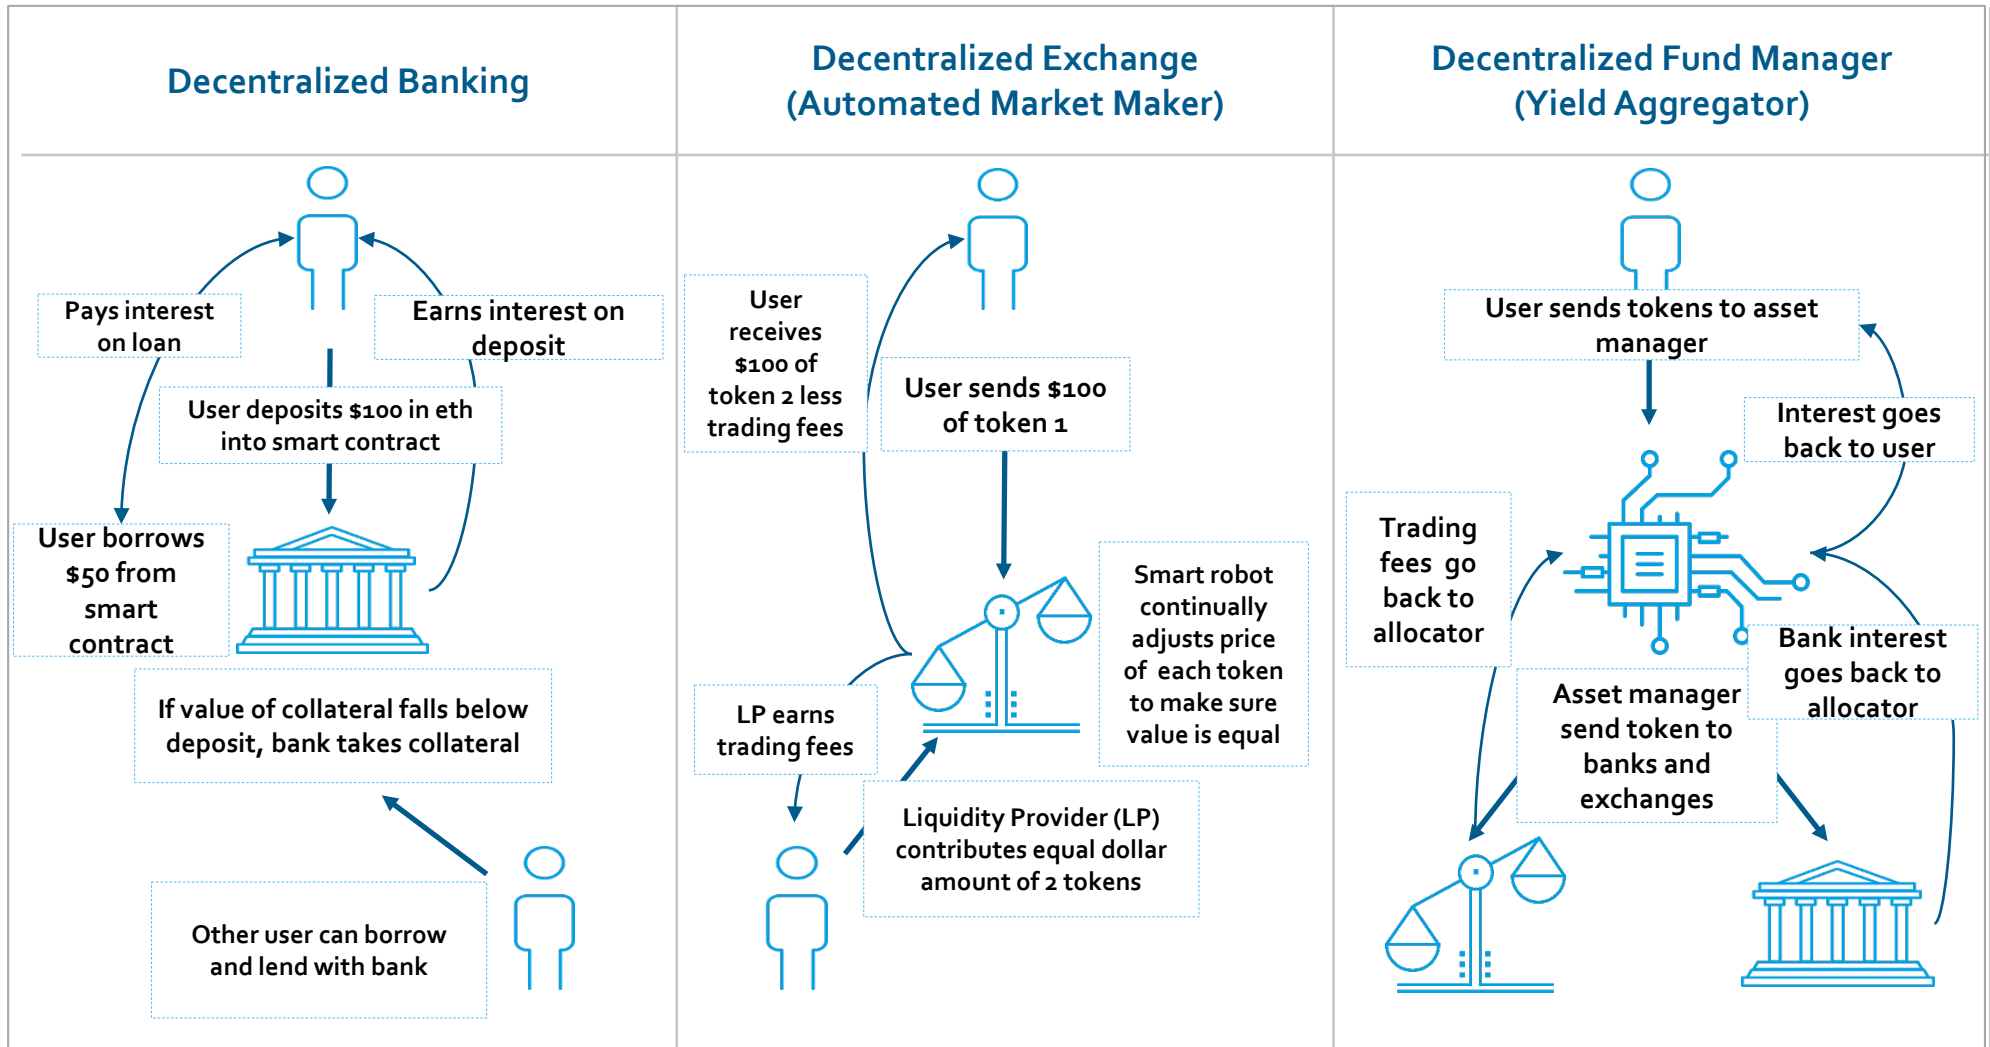 Decentralized Banking
Pays interest
on loan
Earns interest on
deposit
User deposits $100 in eth
into smart contract
User borrows
$50 from
smart
contract
If value of collateral falls below
deposit, bank takes collateral
Other user can borrow
and lend with bank
Decentralized Exchange
(Automated Market Maker)
User
receives
$100 of
token 2 less
trading fees
User sends $100
of token 1
Smart robot
continually
adjusts price
of each token
to make sure
value is equal
LP earns
trading fees
Liquidity Provider (LP)
contributes equal dollar
amount of 2 tokens
Decentralized Fund Manager
(Yield Aggregator)
User sends tokens to asset
manager
Interest goes
back to user
Trading
fees go
back to
allocator
Bank interest
goes back to
allocator
Asset manager
send token to
banks and
exchanges